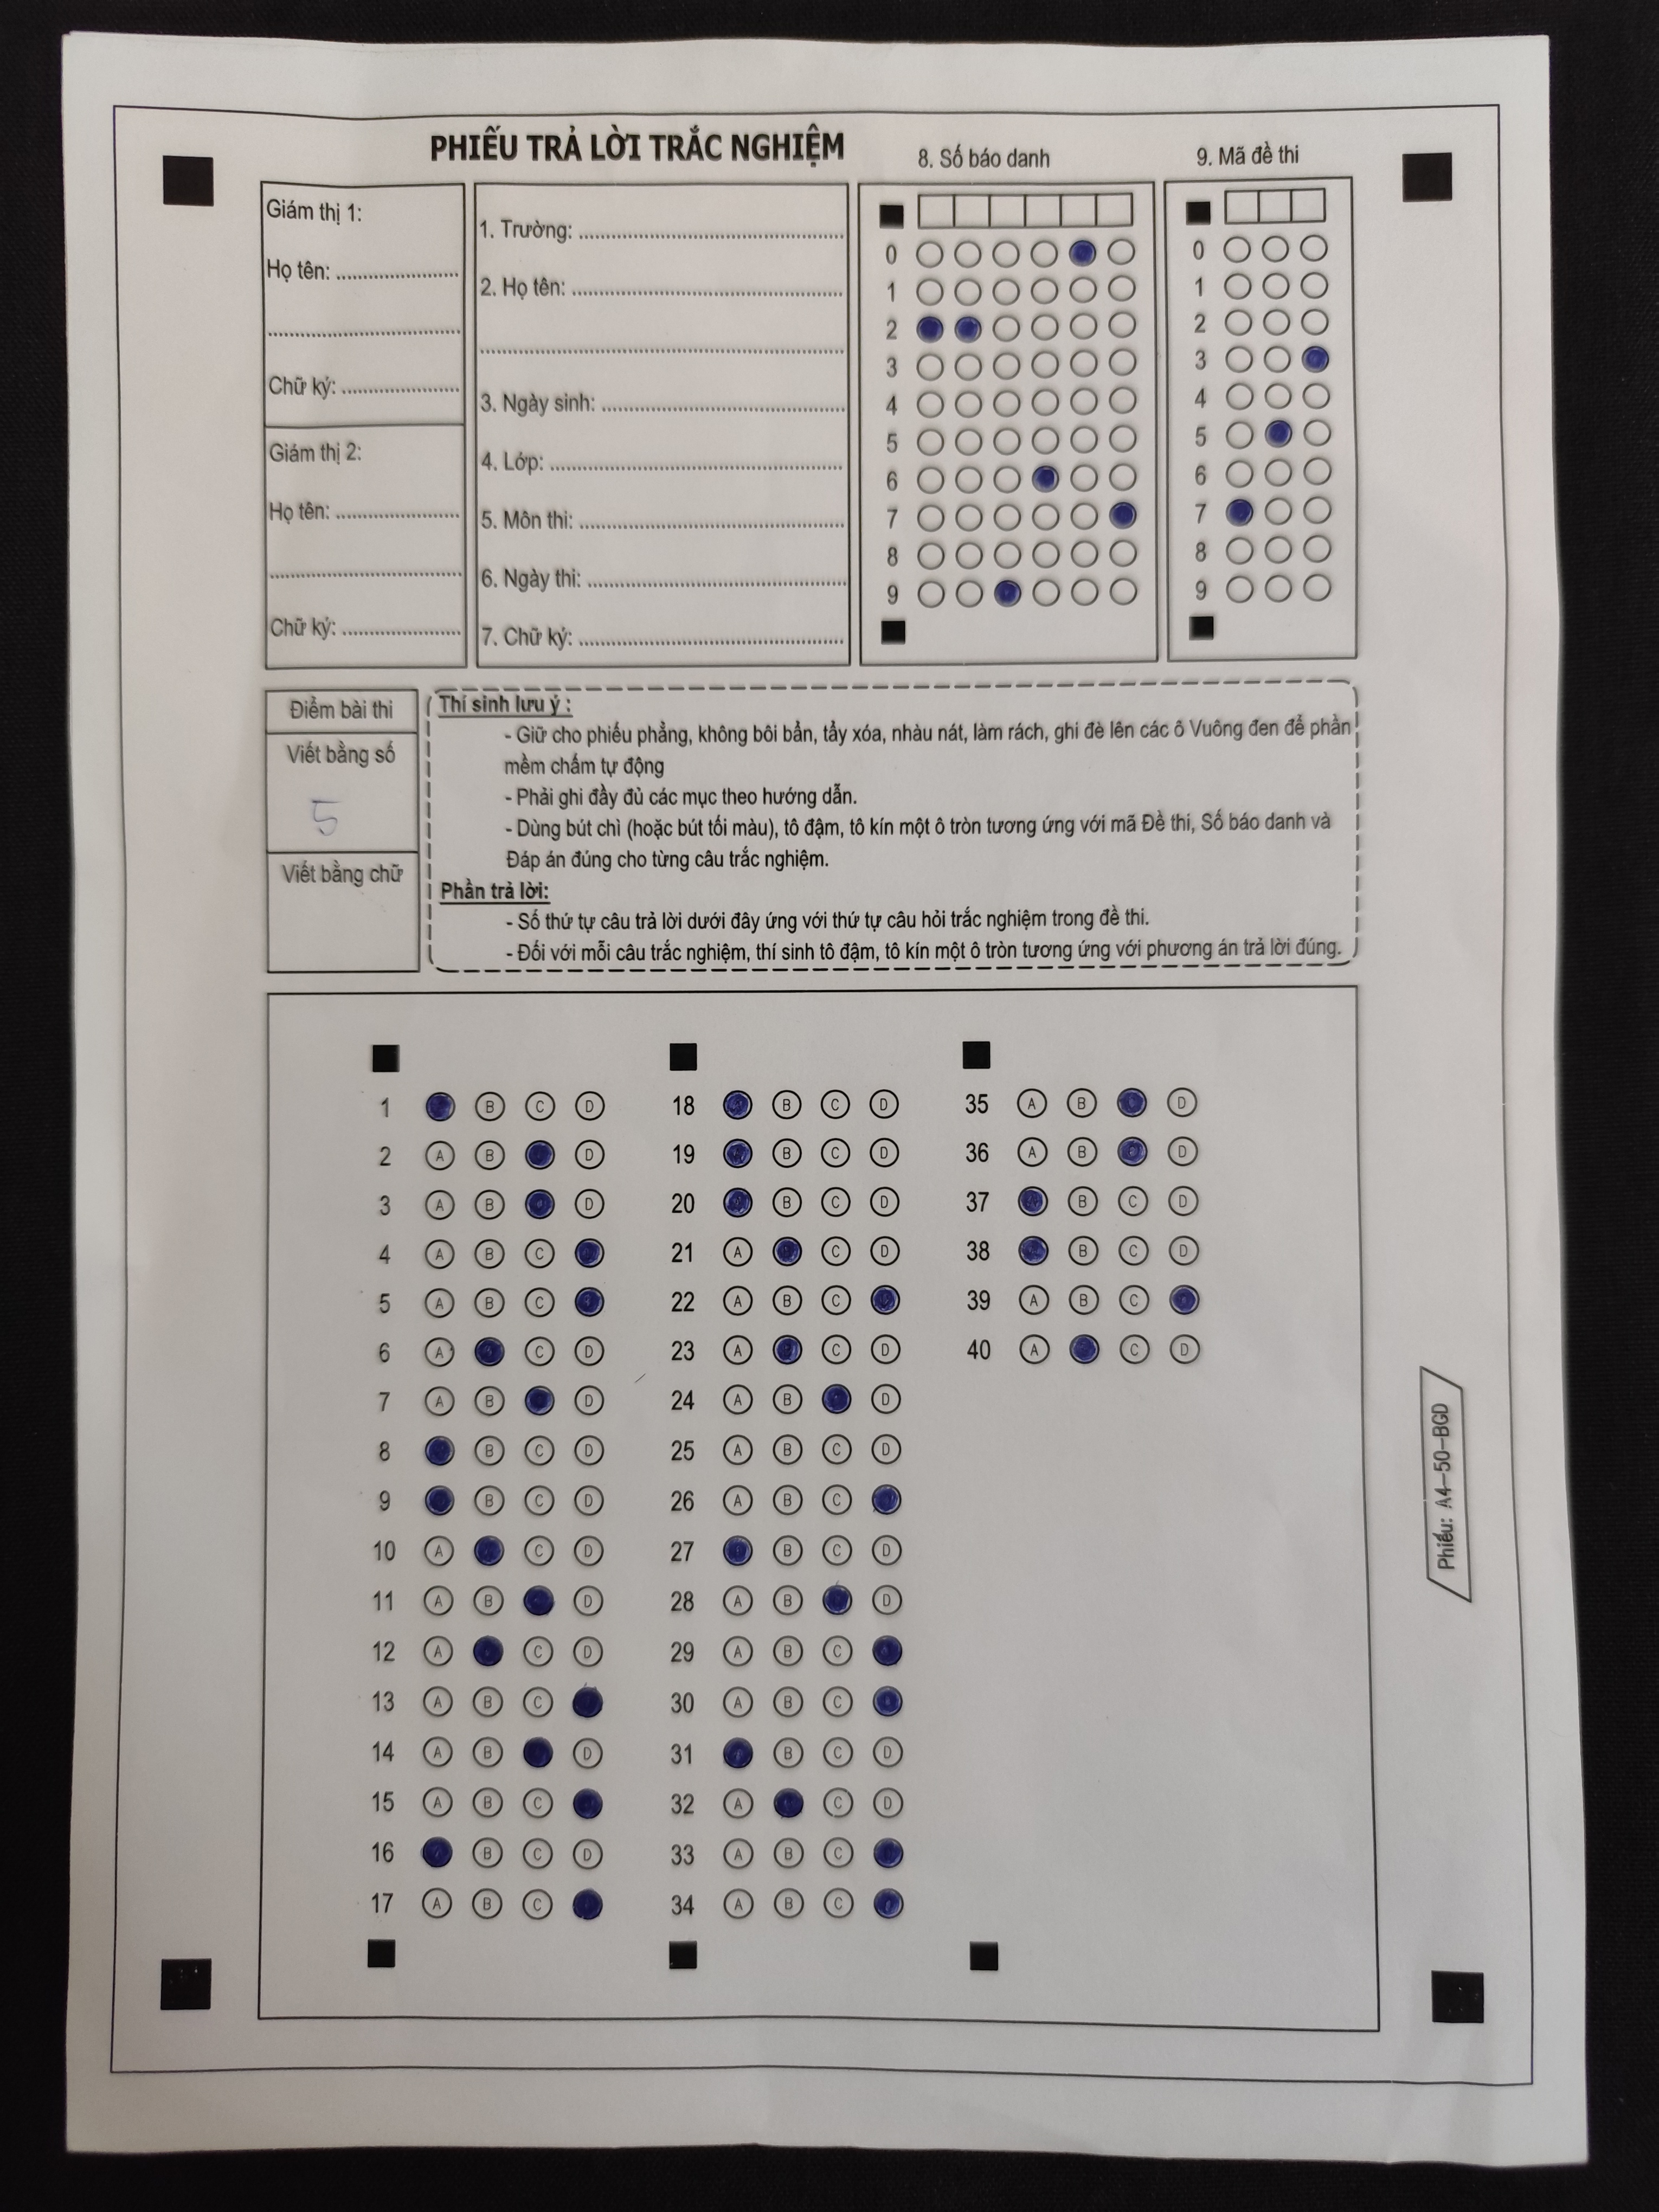 PHIẾU TRẢ LỜI TRẮC NGHIỆM
8. Số báo danh
9. Mã đề thi
Giám thị 1:
Họ tên: ....................
................................
Chữ ký: ....................
Giám thị 2:
Họ tên: ....................
................................
Chữ ký: ....................
1. Trường: ............................................
2. Họ tên: ............................................
............................................................
3. Ngày sinh: ........................................
4. Lớp: ................................................
5. Môn thi: ...........................................
6. Ngày thi: ..........................................
7. Chữ ký: ............................................
0
1
2
3
4
5
6
7
8
9
0
1
2
3
4
5
6
7
8
9
Điểm bài thi
Viết bằng số
5
Viết bằng chữ
Thí sinh lưu ý :
- Giữ cho phiếu phẳng, không bôi bẩn, tẩy xóa, nhàu nát, làm rách, ghi đè lên các ô Vuông đen để phần
mềm chấm tự động
- Phải ghi đầy đủ các mục theo hướng dẫn.
- Dùng bút chì (hoặc bút tối màu), tô đậm, tô kín một ô tròn tương ứng với mã Đề thi, Số báo danh và
Đáp án đúng cho từng câu trắc nghiệm.
Phần trả lời:
- Số thứ tự câu trả lời dưới đây ứng với thứ tự câu hỏi trắc nghiệm trong đề thi.
- Đối với mỗi câu trắc nghiệm, thí sinh tô đậm, tô kín một ô tròn tương ứng với phương án trả lời đúng.
1 B C D
2 A B D
3 A B D
4 A B C
5 A B C
6 A C D
7 A B D
8 B C D
9 B C D
10 A C D
11 A B D
12 A C D
13 A B C
14 A B D
15 A B C
16 B C D
17 A B C
18 B C D
19 B C D
20 B C D
21 A C D
22 A B C
23 A C D
24 A B D
25 A B C D
26 A B C
27 B C D
28 A B D
29 A B C
30 A B C
31 B C D
32 A C D
33 A B C
34 A B C
35 A B D
36 A B D
37 B C D
38 B C D
39 A B C
40 A C D
Phiếu: A4-50-BGD